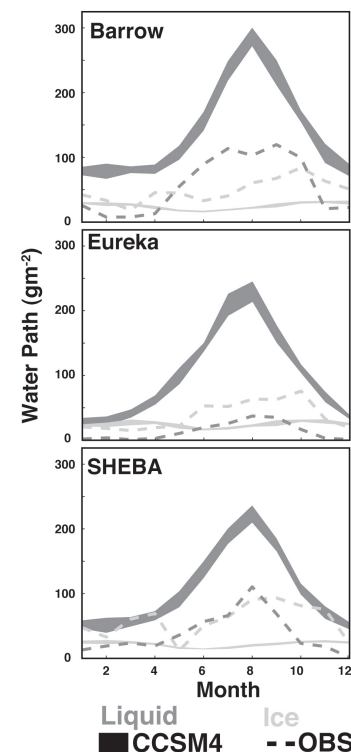 Barrow
300
200
100
0
Eureka
300
200
100
0
SHEBA
300
200
100
0
Water Path (gm-2)
2 4 6 8 10 12
Month
Liquid Ice
CCSM4 OBS